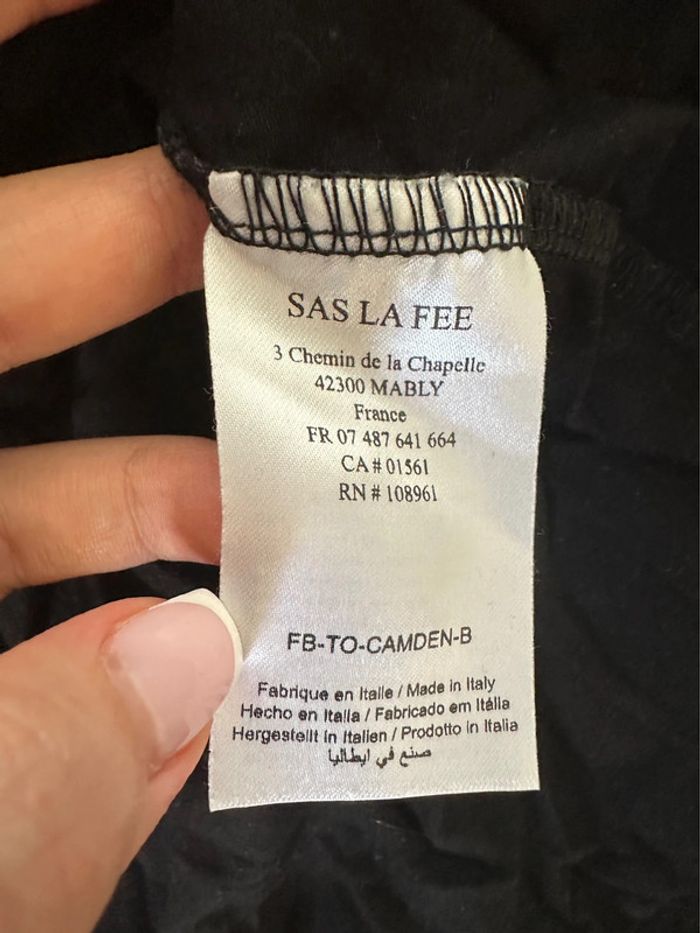 SAS LA FEE
3 Chemin de la Chapelle
42300 MABLY
France
FR 07 487 641 664
CA # 01561
RN # 108961
FB-TO-CAMDEN-B
Fabrique en Italie / Made in Italy
Hecho en Italia / Fabricado em Itália
Hergestellt in Italien / Prodotto in Italia
صنع في ايطاليا